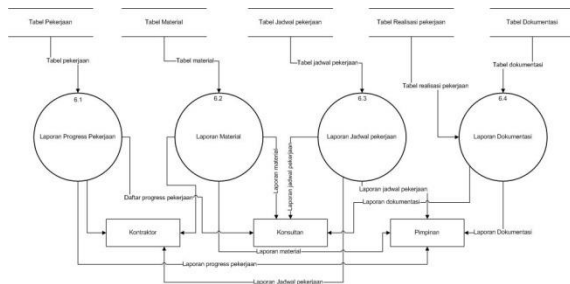 Tabel Pekerjaan
Tabel Material
Tabel Jadwal pekerjaan
Tabel Realisasi pekerjaan
Tabel Dokumentasi
Tabel pekerjaan
Tabel material
Tabel jadwal pekerjaan
Tabel dokumentasi
Tabel realisasi pekerjaan
6.1
6.2
6.3
6.4
Laporan Progress Pekerjaan
Laporan Material
Laporan Jadwal pekerjaan
Laporan Dokumentasi
Laporan material
Laporan jadwal pekerjaan
Laporan jadwal pekerjaan
Daftar progress pekerjaan
Laporan dokumentasi
Kontraktor
Konsultan
Pimpinan
Laporan Dokumentasi
Laporan material
Laporan progress pekerjaan
Laporan Jadwal pekerjaan